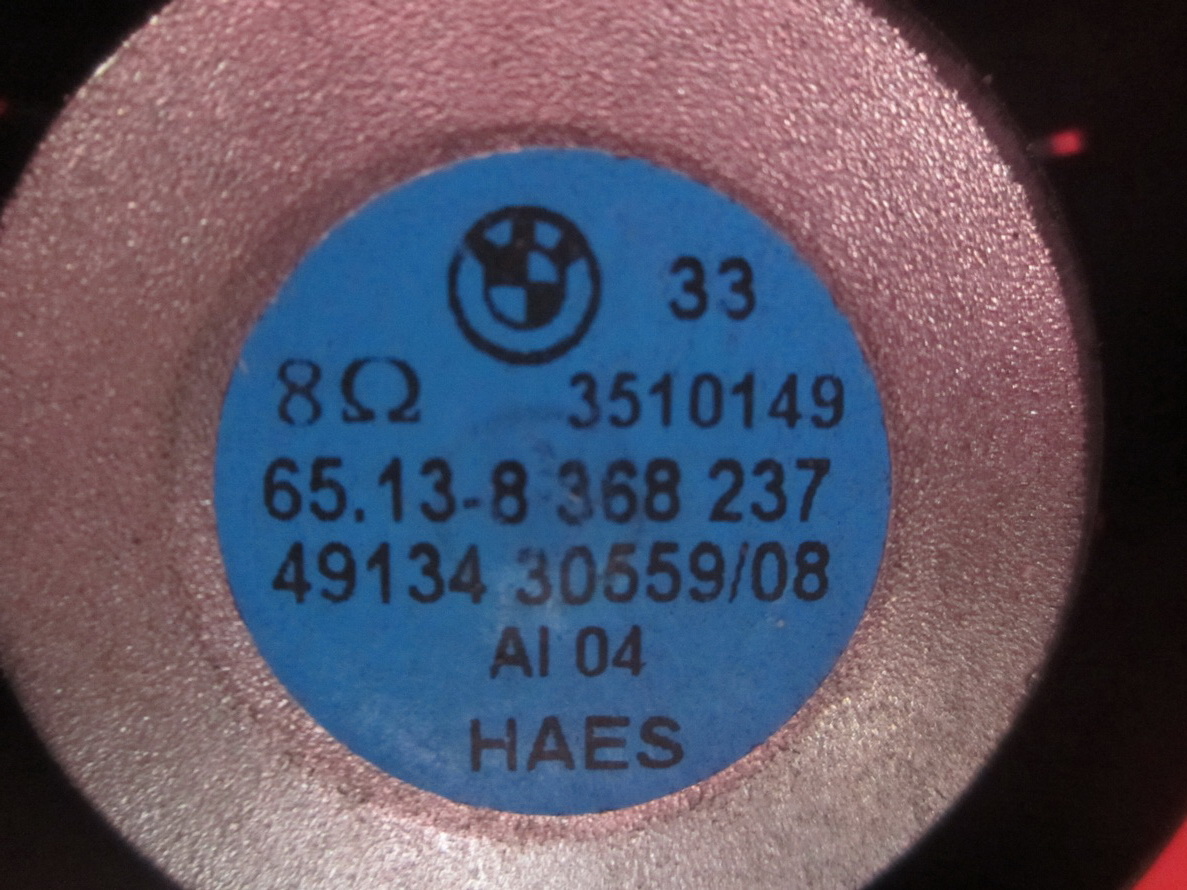 33
8Ω 3510149
65.13-8 368 237
49134 30559/08
AI 04
HAES